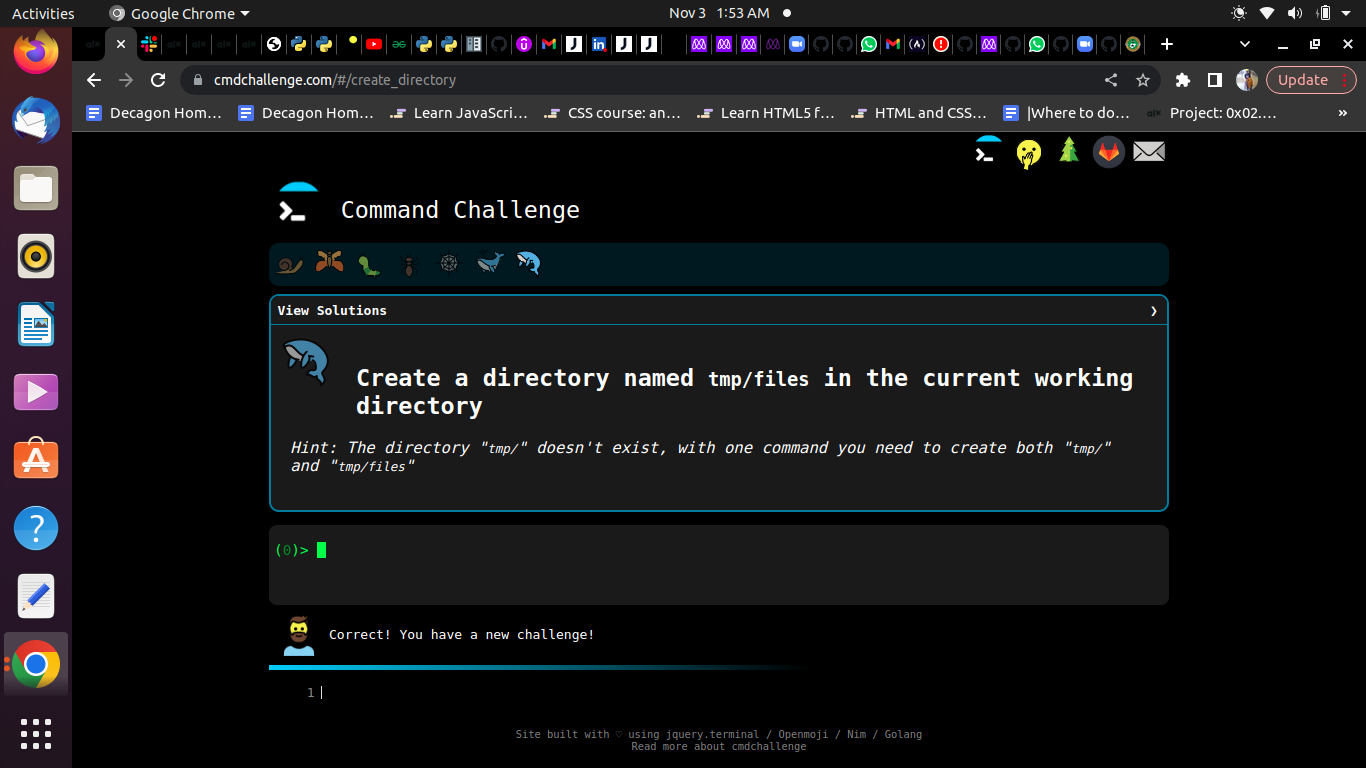 Activities
Google Chrome
Nov 3 1:53 AM
cmdchallenge.com/#/create_directory
Update
Decagon Hom…
Decagon Hom…
Learn JavaScri…
CSS course: an…
Learn HTML5 f…
HTML and CSS…
|Where to do…
Project: 0x02.…
»
Command Challenge
View Solutions
Create a directory named tmp/files in the current working
directory
Hint: The directory "tmp/" doesn't exist, with one command you need to create both "tmp/"
and "tmp/files"
(0)>
Correct! You have a new challenge!
1
Site built with ♡ using jquery.terminal / Openmoji / Nim / Golang
Read more about cmdchallenge